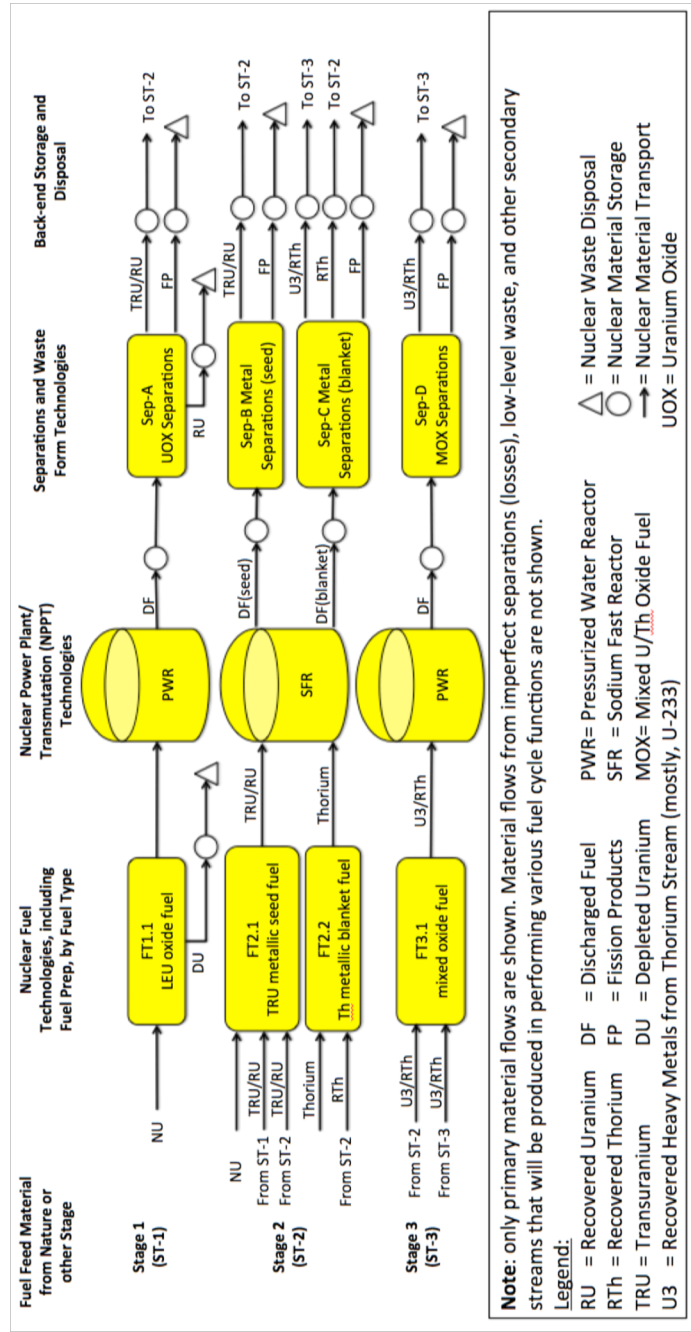 Fuel Feed Material
from Nature or
other Stage
Nuclear Fuel
Technologies, including
Fuel Prep, by Fuel Type
Nuclear Power Plant/
Transmutation (NPPT)
Technologies
Separations and Waste
Form Technologies
Back-end Storage and
Disposal
Stage 1
(ST-1)
NU
FT1.1
LEU oxide fuel
DU
PWR
DF
Sep-A
UOX Separations
RU
TRU/RU
FP
To ST-2
Stage 2
(ST-2)
NU
TRU/RU
From ST-1
TRU/RU
From ST-2
Thorium
RTh
From ST-2
FT2.1
TRU metallic seed fuel
FT2.2
Th metallic blanket fuel
TRU/RU
Thorium
SFR
DF(seed)
DF(blanket)
Sep-B Metal
Separations (seed)
Sep-C Metal
Separations (blanket)
TRU/RU
FP
U3/RTh
RTh
FP
To ST-2
To ST-3
To ST-2
Stage 3
(ST-3)
U3/RTh
From ST-2
U3/RTh
From ST-3
FT3.1
mixed oxide fuel
U3/RTh
PWR
DF
Sep-D
MOX Separations
U3/RTh
FP
To ST-3
Note: only primary material flows are shown. Material flows from imperfect separations (losses), low-level waste, and other secondary
streams that will be produced in performing various fuel cycle functions are not shown.
Legend:
RU = Recovered Uranium DF = Discharged Fuel PWR= Pressurized Water Reactor = Nuclear Waste Disposal
RTh = Recovered Thorium FP = Fission Products SFR = Sodium Fast Reactor = Nuclear Material Storage
TRU = Transuranium DU = Depleted Uranium MOX= Mixed U/Th Oxide Fuel = Nuclear Material Transport
U3 = Recovered Heavy Metals from Thorium Stream (mostly, U-233) UOX = Uranium Oxide